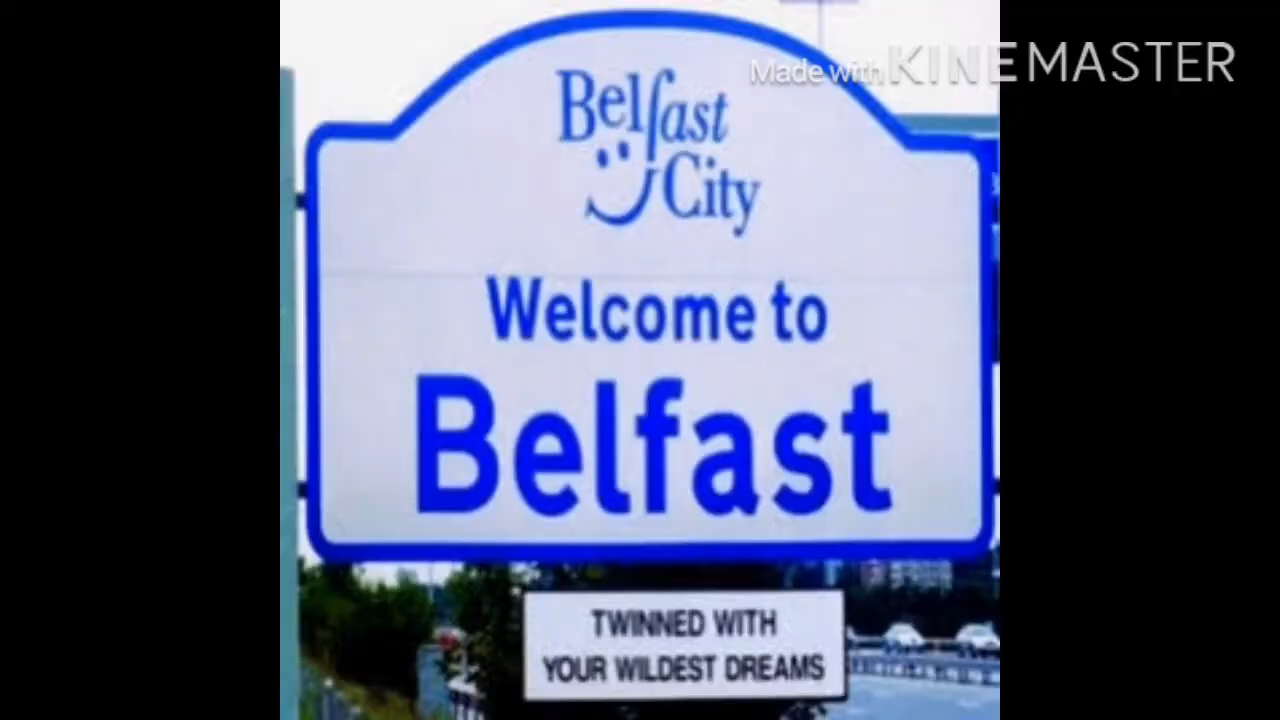 Made with KINEMASTER
Belfast
City
Welcome to
Belfast
TWINNED WITH
YOUR WILDEST DREAMS